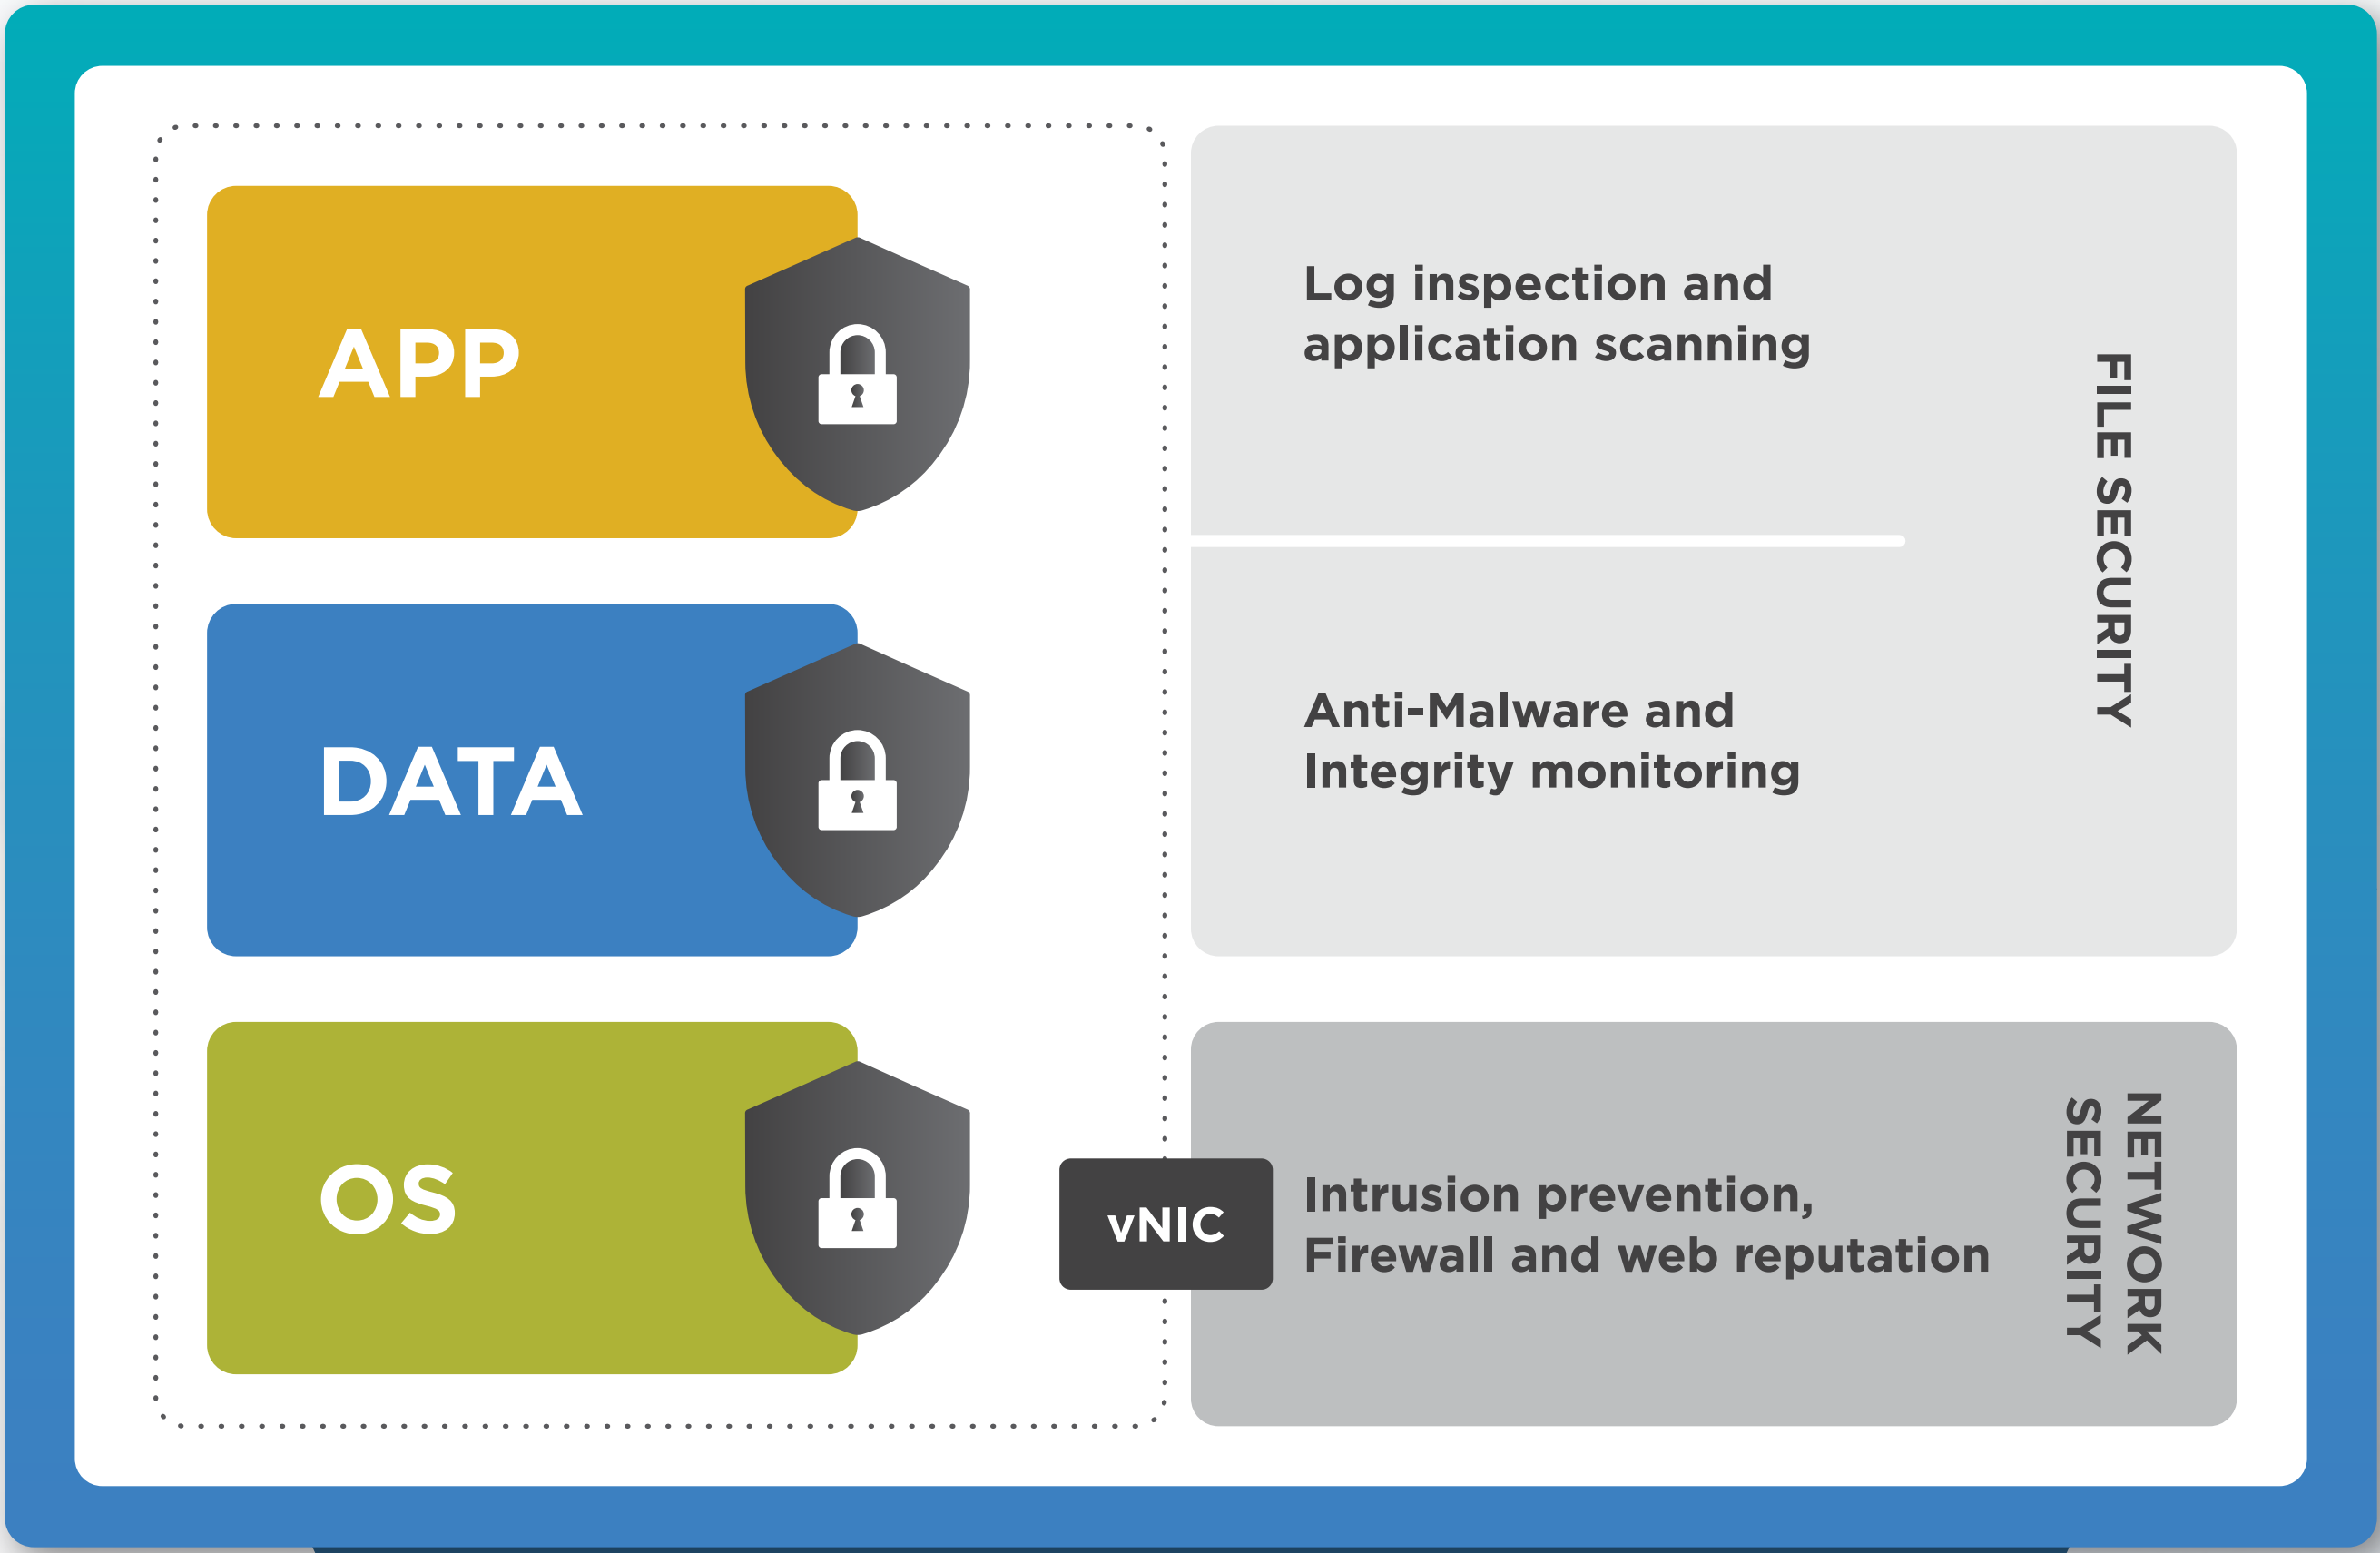 APP
Log inspection and
application scanning
FILE SECURITY
DATA
Anti-Malware and
Integrity monitoring
OS
vNIC
Intrusion prevention,
Firewall and web reputation
NETWORK
SECURITY